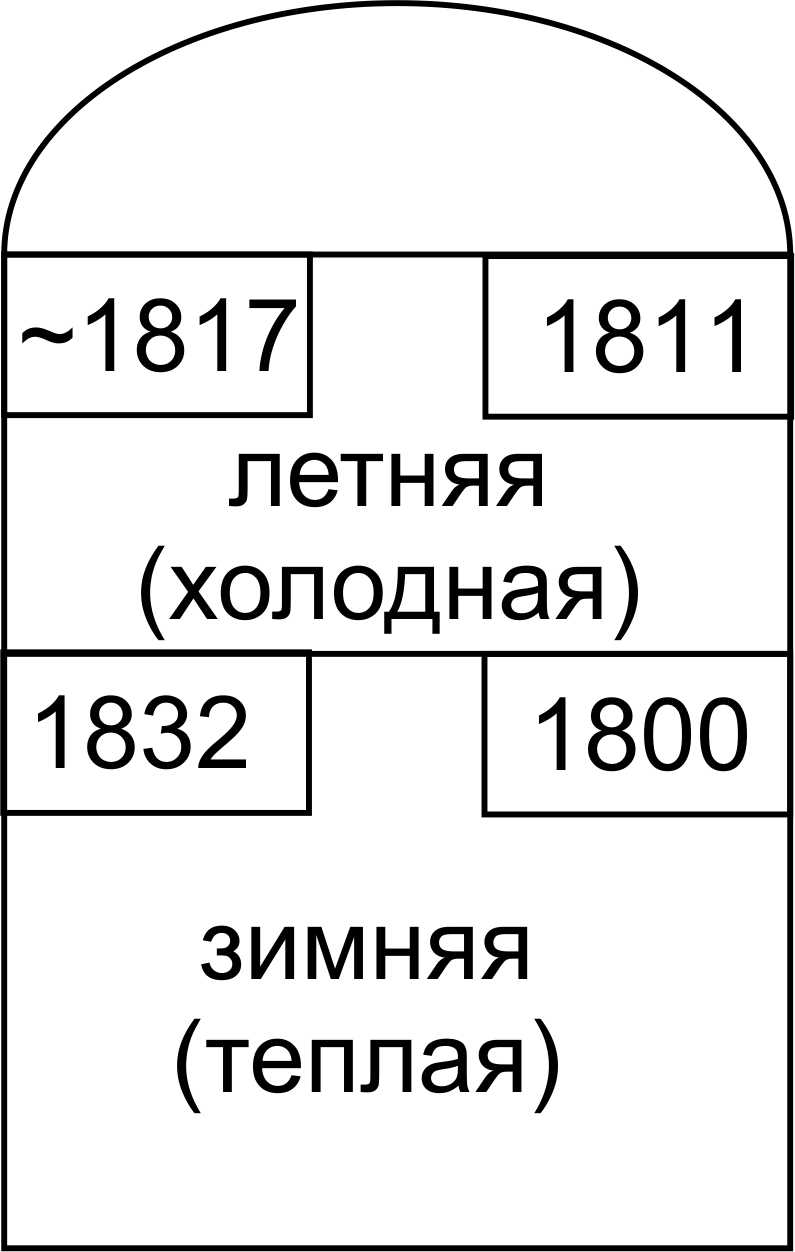 ~1817 1811
летняя
(холодная)
1832 1800
зимняя
(теплая)